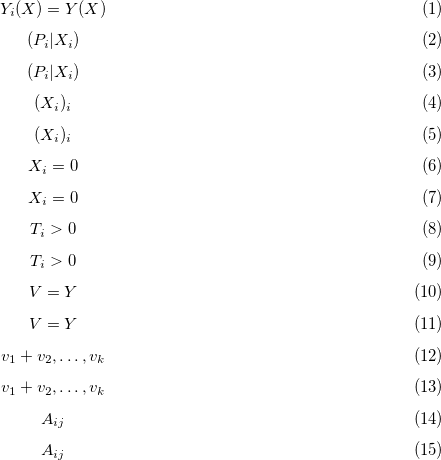 Y_i(X) = Y(X) (1)
(P_i|X_i) (2)
(P_i|X_i) (3)
(X_i)_i (4)
(X_i)_i (5)
X_i = 0 (6)
X_i = 0 (7)
T_i > 0 (8)
T_i > 0 (9)
V = Y (10)
V = Y (11)
v_1 + v_2, . . . , v_k (12)
v_1 + v_2, . . . , v_k (13)
A_{ij} (14)
A_{ij} (15)